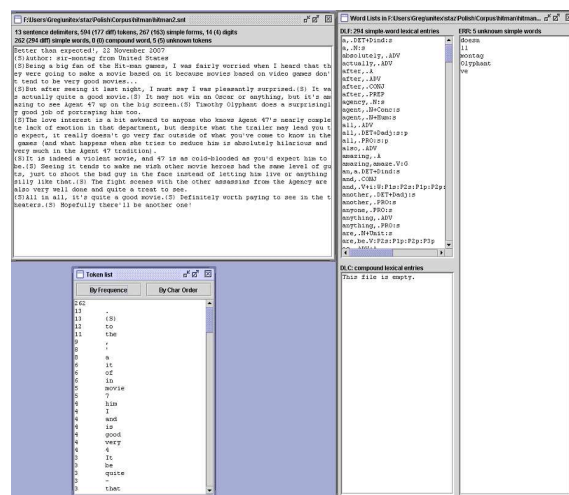 F:\Users\Greg\unitex\staz\Polish\Corpus\hitman\hitman2.snt
13 sentence delimiters, 594 (177 diff) tokens, 267 (163) simple forms, 14 (4) digits
262 (294 diff) simple words, 0 (0) compound word, 5 (5) unknown tokens
Better than expected!, 22 November 2007
(S)Author: sir-montag from United States
(S)Being a big fan of the Hit-man games, I was fairly worried when I heard that th
ey were going to make a movie based on it because movies based on video games don'
t tend to be very good movies...
(S)But after seeing it last night, I must say I was pleasantly surprised.(S) It wa
s actually quite a good movie.(S) It may not win an Oscar or anything, but it's am
azing to see Agent 47 up on the big screen.(S) Timothy Olyphant does a surprisingl
y good job of portraying him too.
(S)The love interest is a bit awkward to anyone who knows Agent 47's nearly comple
te lack of emotion in that department, but despite what the trailer may lead you t
o expect, it really doesn't go very far outside of what you've come to know in the
games (and what happens when she tries to seduce him is absolutely hilarious and
very much in the Agent 47 tradition).
(S)It is indeed a violent movie, and 47 is as cold-blooded as you'd expect him to
be.(S) Seeing it tends to make me wish other movie heroes had the same level of gu
ts, just to shoot the bad guy in the face instead of letting him live or anything
silly like that.(S) The fight scenes with the other assassins from the Agency are
also very well done and quite a treat to see.
(S)All in all, it's quite a good movie.(S) Definitely worth paying to see in the t
heaters.(S) Hopefully there'll be another one!
Token list
By Frequence
By Char Order
262
13 .
13 (S)
12 to
11 the
9 ,
8 '
8 a
6 it
6 of
6 in
5 movie
5 7
4 him
4 I
4 and
4 is
4 good
4 very
4 4
3 It
3 be
3 quite
3 -
3 that
Word Lists in F:\Users\Greg\unitex\staz\Polish\Corpus\hitman\hitman...
DLF: 294 simple-word lexical entries
a,.DET+Dind:s
a,.N:s
absolutely,.ADV
actually,.ADV
after,.A
after,.ADV
after,.CONJ
after,.PREP
agency,.N:s
agent,.N+Conc:s
agent,.N+Hum:s
all,.ADV
all,.DET+Dadj:s:p
all,.PRO:s:p
also,.ADV
amazing,.A
amazing,amaze.V:G
an,a.DET+Dind:s
and,.CONJ
and,.V+i:W:P1s:P2s:P1p:P2p:
another,.DET+Dadj:s
another,.PRO:s
anyone,.PRO:s
anything,.ADV
anything,.PRO:s
are,.N+Unit:s
are,be.V:P2s:P1p:P2p:P3p
DLC: compound lexical entries
This file is empty.
ERR: 5 unknown simple words
doesn
ll
montag
Olyphant
ve